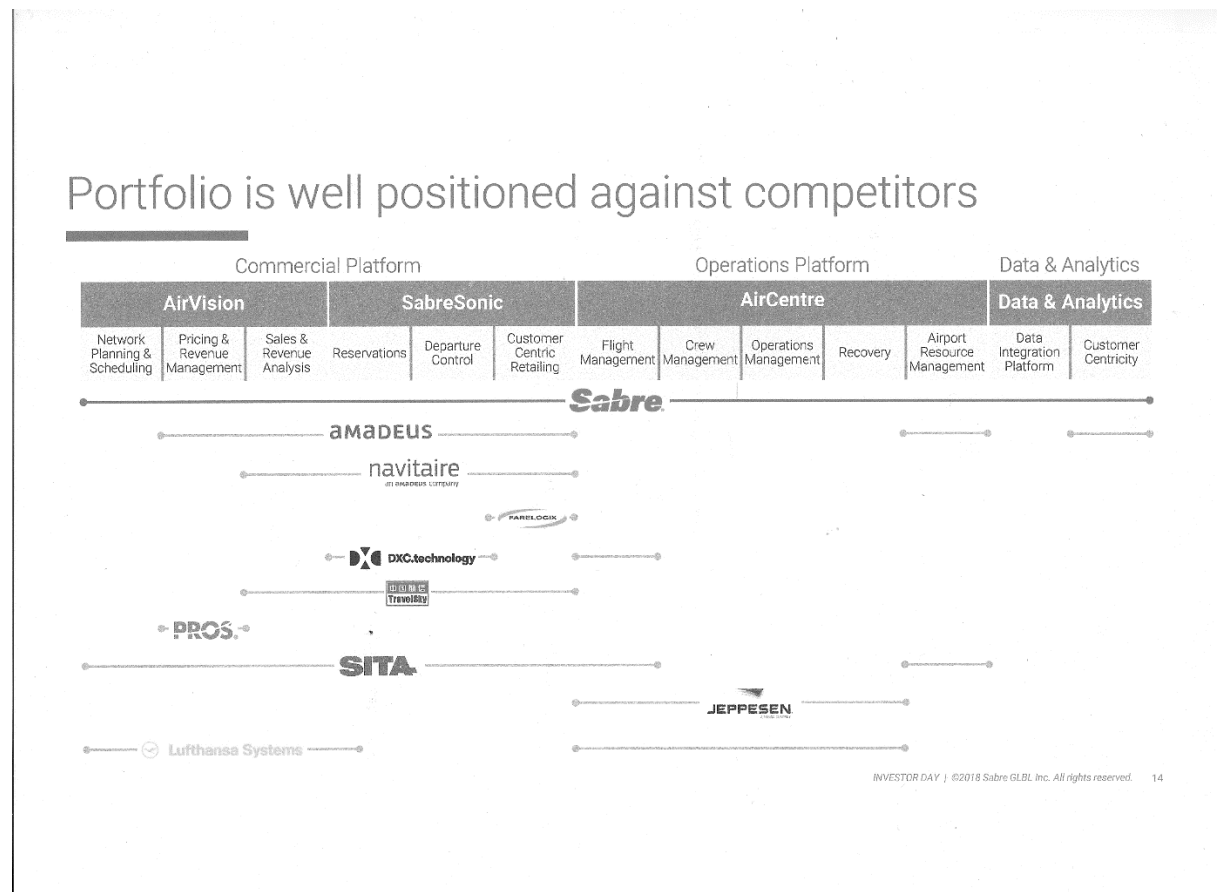 Portfolio is well positioned against competitors
Commercial Platform
Operations Platform
Data & Analytics
AirVision
SabreSonic
AirCentre
Data & Analytics
Network
Planning &
Scheduling
Pricing &
Revenue
Management
Sales &
Revenue
Analysis
Reservations
Departure
Control
Customer
Centric
Retailing
Flight
Management
Crew
Management
Operations
Management
Recovery
Airport
Resource
Management
Data
Integration
Platform
Customer
Centricity
Sabre
aMaDEUS
navitaire
an aMaDEUS company
FARELOGIX
DXC.technology
TravelSky
PROS.
SITA
JEPPESEN.
Lufthansa Systems
INVESTOR DAY | ©2018 Sabre GLBL Inc. All rights reserved. 14